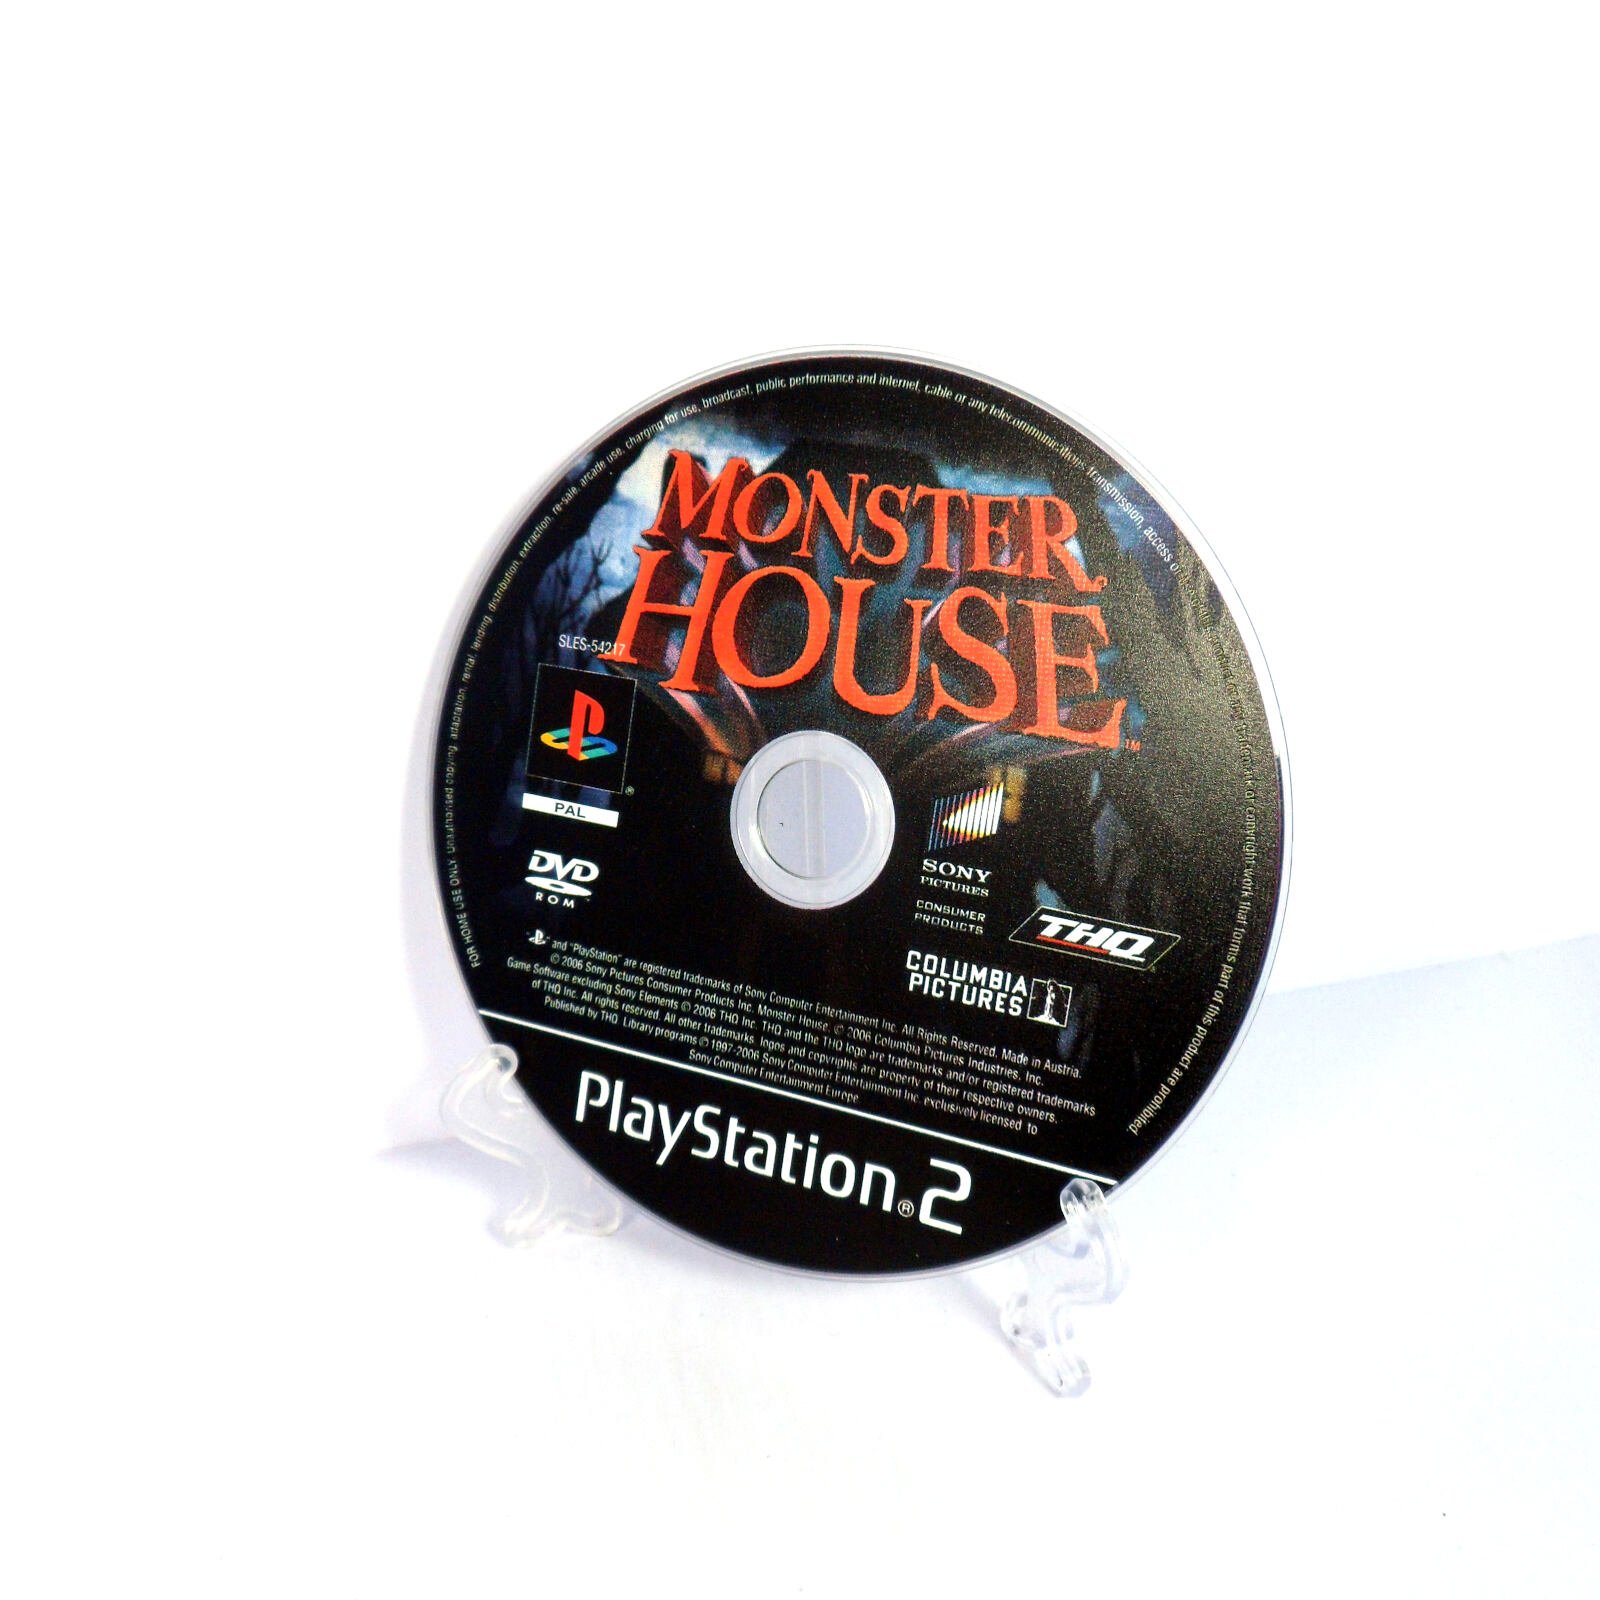 FOR HOME USE ONLY. Unauthorised copying, adaptation, rental, lending, distribution, extraction, re-sale, arcade use, charging for use, broadcast, public performance and internet, cable or any telecommunications transmission, access or copyright work that forms part of this product are prohibited.
MONSTER
HOUSE™
SLES-54217
®
PAL
DVD
ROM
SONY
PICTURES
CONSUMER
PRODUCTS
THQ
COLUMBIA
PICTURES
" " and "PlayStation" are registered trademarks of Sony Computer Entertainment Inc. All Rights Reserved. Made in Austria.
© 2006 Sony Pictures Consumer Products Inc. Monster House, © 2006 Columbia Pictures Industries, Inc.
Game Software excluding Sony Elements © 2006 THQ Inc. THQ and the THQ logo are trademarks and/or registered trademarks
of THQ Inc. All rights reserved. All other trademarks, logos and copyrights are property of their respective owners.
Published by THQ. Library programs © 1997-2006 Sony Computer Entertainment Inc. exclusively licensed to
Sony Computer Entertainment Europe.
PlayStation®2